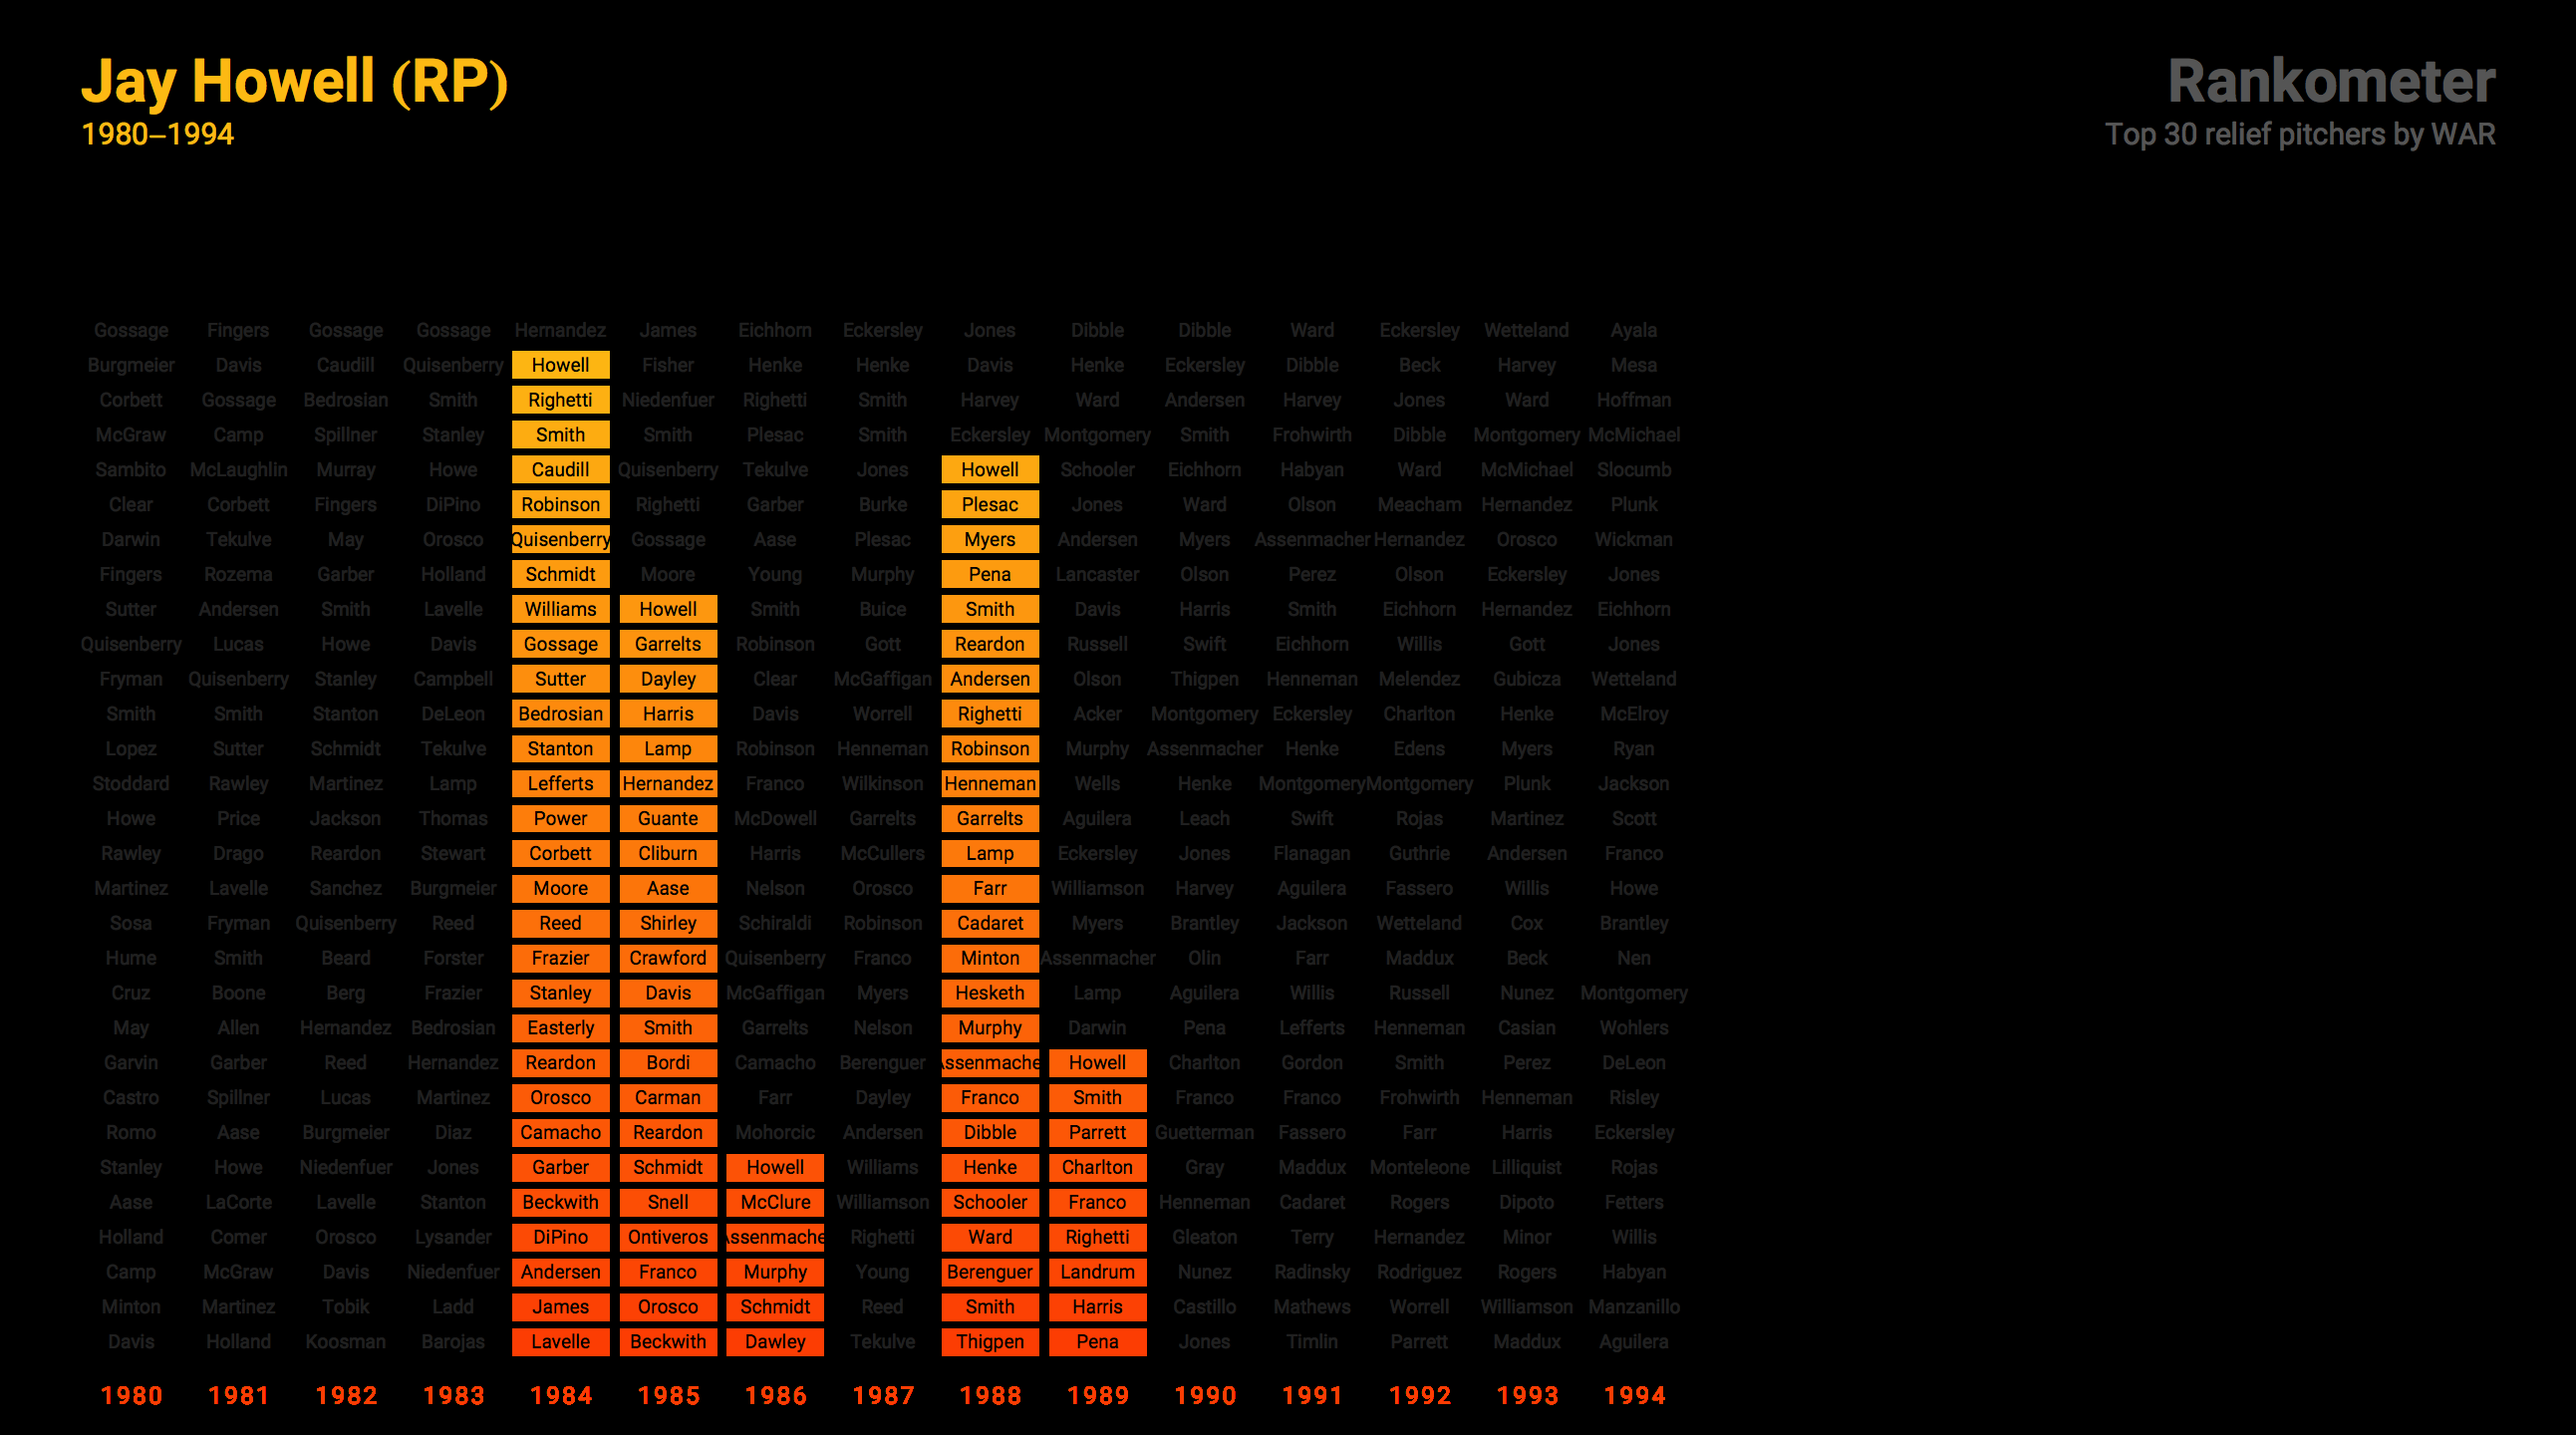 Jay Howell (RP)
1980–1994
Rankometer
Top 30 relief pitchers by WAR
Gossage Fingers Gossage Gossage Hernandez James Eichhorn Eckersley Jones Dibble Dibble Ward Eckersley Wetteland Ayala
Burgmeier Davis Caudill Quisenberry Howell Fisher Henke Henke Davis Henke Eckersley Dibble Beck Harvey Mesa
Corbett Gossage Bedrosian Smith Righetti Niedenfuer Righetti Smith Harvey Ward Andersen Harvey Jones Ward Hoffman
McGraw Camp Spillner Stanley Smith Smith Plesac Smith Eckersley Montgomery Smith Frohwirth Dibble Montgomery McMichael
Sambito McLaughlin Murray Howe Caudill Quisenberry Tekulve Jones Howell Schooler Eichhorn Habyan Ward McMichael Slocumb
Clear Corbett Fingers DiPino Robinson Righetti Garber Burke Plesac Jones Ward Olson Meacham Hernandez Plunk
Darwin Tekulve May Orosco Quisenberry Gossage Aase Plesac Myers Andersen Myers Assenmacher Hernandez Orosco Wickman
Fingers Rozema Garber Holland Schmidt Moore Young Murphy Pena Lancaster Olson Perez Olson Eckersley Jones
Sutter Andersen Smith Lavelle Williams Howell Smith Buice Smith Davis Harris Smith Eichhorn Hernandez Eichhorn
Quisenberry Lucas Howe Davis Gossage Garrelts Robinson Gott Reardon Russell Swift Eichhorn Willis Gott Jones
Fryman Quisenberry Stanley Campbell Sutter Dayley Clear McGaffigan Andersen Olson Thigpen Henneman Melendez Gubicza Wetteland
Smith Smith Stanton DeLeon Bedrosian Harris Davis Worrell Righetti Acker Montgomery Eckersley Charlton Henke McElroy
Lopez Sutter Schmidt Tekulve Stanton Lamp Robinson Henneman Robinson Murphy Assenmacher Henke Edens Myers Ryan
Stoddard Rawley Martinez Lamp Lefferts Hernandez Franco Wilkinson Henneman Wells Henke Montgomery Montgomery Plunk Jackson
Howe Price Jackson Thomas Power Guante McDowell Garrelts Garrelts Aguilera Leach Swift Rojas Martinez Scott
Rawley Drago Reardon Stewart Corbett Cliburn Harris McCullers Lamp Eckersley Jones Flanagan Guthrie Andersen Franco
Martinez Lavelle Sanchez Burgmeier Moore Aase Nelson Orosco Farr Williamson Harvey Aguilera Fassero Willis Howe
Sosa Fryman Quisenberry Reed Reed Shirley Schiraldi Robinson Cadaret Myers Brantley Jackson Wetteland Cox Brantley
Hume Smith Beard Forster Frazier Crawford Quisenberry Franco Minton Assenmacher Olin Farr Maddux Beck Nen
Cruz Boone Berg Frazier Stanley Davis McGaffigan Myers Hesketh Lamp Aguilera Willis Russell Nunez Montgomery
May Allen Hernandez Bedrosian Easterly Smith Garrelts Nelson Murphy Darwin Pena Lefferts Henneman Casian Wohlers
Garvin Garber Reed Hernandez Reardon Bordi Camacho Berenguer Assenmache Howell Charlton Gordon Smith Perez DeLeon
Castro Spillner Lucas Martinez Orosco Carman Farr Dayley Franco Smith Franco Franco Frohwirth Henneman Risley
Romo Aase Burgmeier Diaz Camacho Reardon Mohorcic Andersen Dibble Parrett Guetterman Fassero Farr Harris Eckersley
Stanley Howe Niedenfuer Jones Garber Schmidt Howell Williams Henke Charlton Gray Maddux Monteleone Lilliquist Rojas
Aase LaCorte Lavelle Stanton Beckwith Snell McClure Williamson Schooler Franco Henneman Cadaret Rogers Dipoto Fetters
Holland Comer Orosco Lysander DiPino Ontiveros Assenmache Righetti Ward Righetti Gleaton Terry Hernandez Minor Willis
Camp McGraw Davis Niedenfuer Andersen Franco Murphy Young Berenguer Landrum Nunez Radinsky Rodriguez Rogers Habyan
Minton Martinez Tobik Ladd James Orosco Schmidt Reed Smith Harris Castillo Mathews Worrell Williamson Manzanillo
Davis Holland Koosman Barojas Lavelle Beckwith Dawley Tekulve Thigpen Pena Jones Timlin Parrett Maddux Aguilera
1980 1981 1982 1983 1984 1985 1986 1987 1988 1989 1990 1991 1992 1993 1994